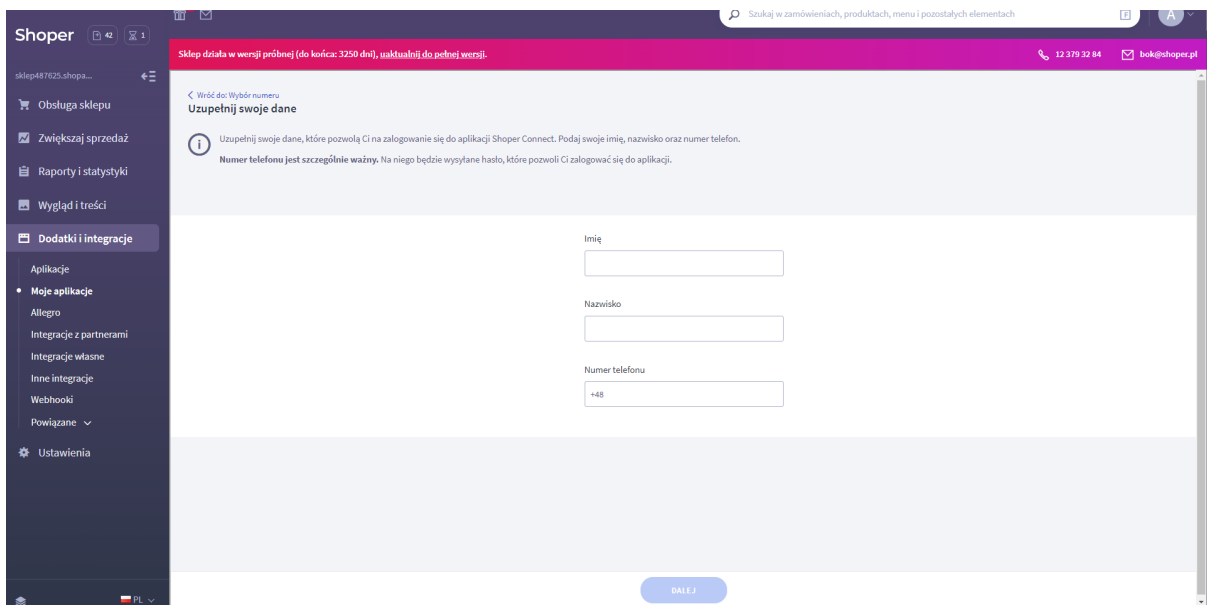 Szukaj w zamówieniach, produktach, menu i pozostałych elementach
F
A
Shoper
42
1
Sklep działa w wersji próbnej (do końca: 3250 dni), uaktualnij do pełnej wersji.
12 379 32 84
bok@shoper.pl
sklep487625.shopa...
Obsługa sklepu
Zwiększaj sprzedaż
Raporty i statystyki
Wygląd i treści
Dodatki i integracje
Aplikacje
Moje aplikacje
Allegro
Integracje z partnerami
Integracje własne
Inne integracje
Webhooki
Powiązane
Ustawienia
PL
Wróć do: Wybór numeru
Uzupełnij swoje dane
Uzupełnij swoje dane, które pozwolą Ci na zalogowanie się do aplikacji Shoper Connect. Podaj swoje imię, nazwisko oraz numer telefon.
Numer telefonu jest szczególnie ważny. Na niego będzie wysyłane hasło, które pozwoli Ci zalogować się do aplikacji.
Imię
Nazwisko
Numer telefonu
+48
DALEJ